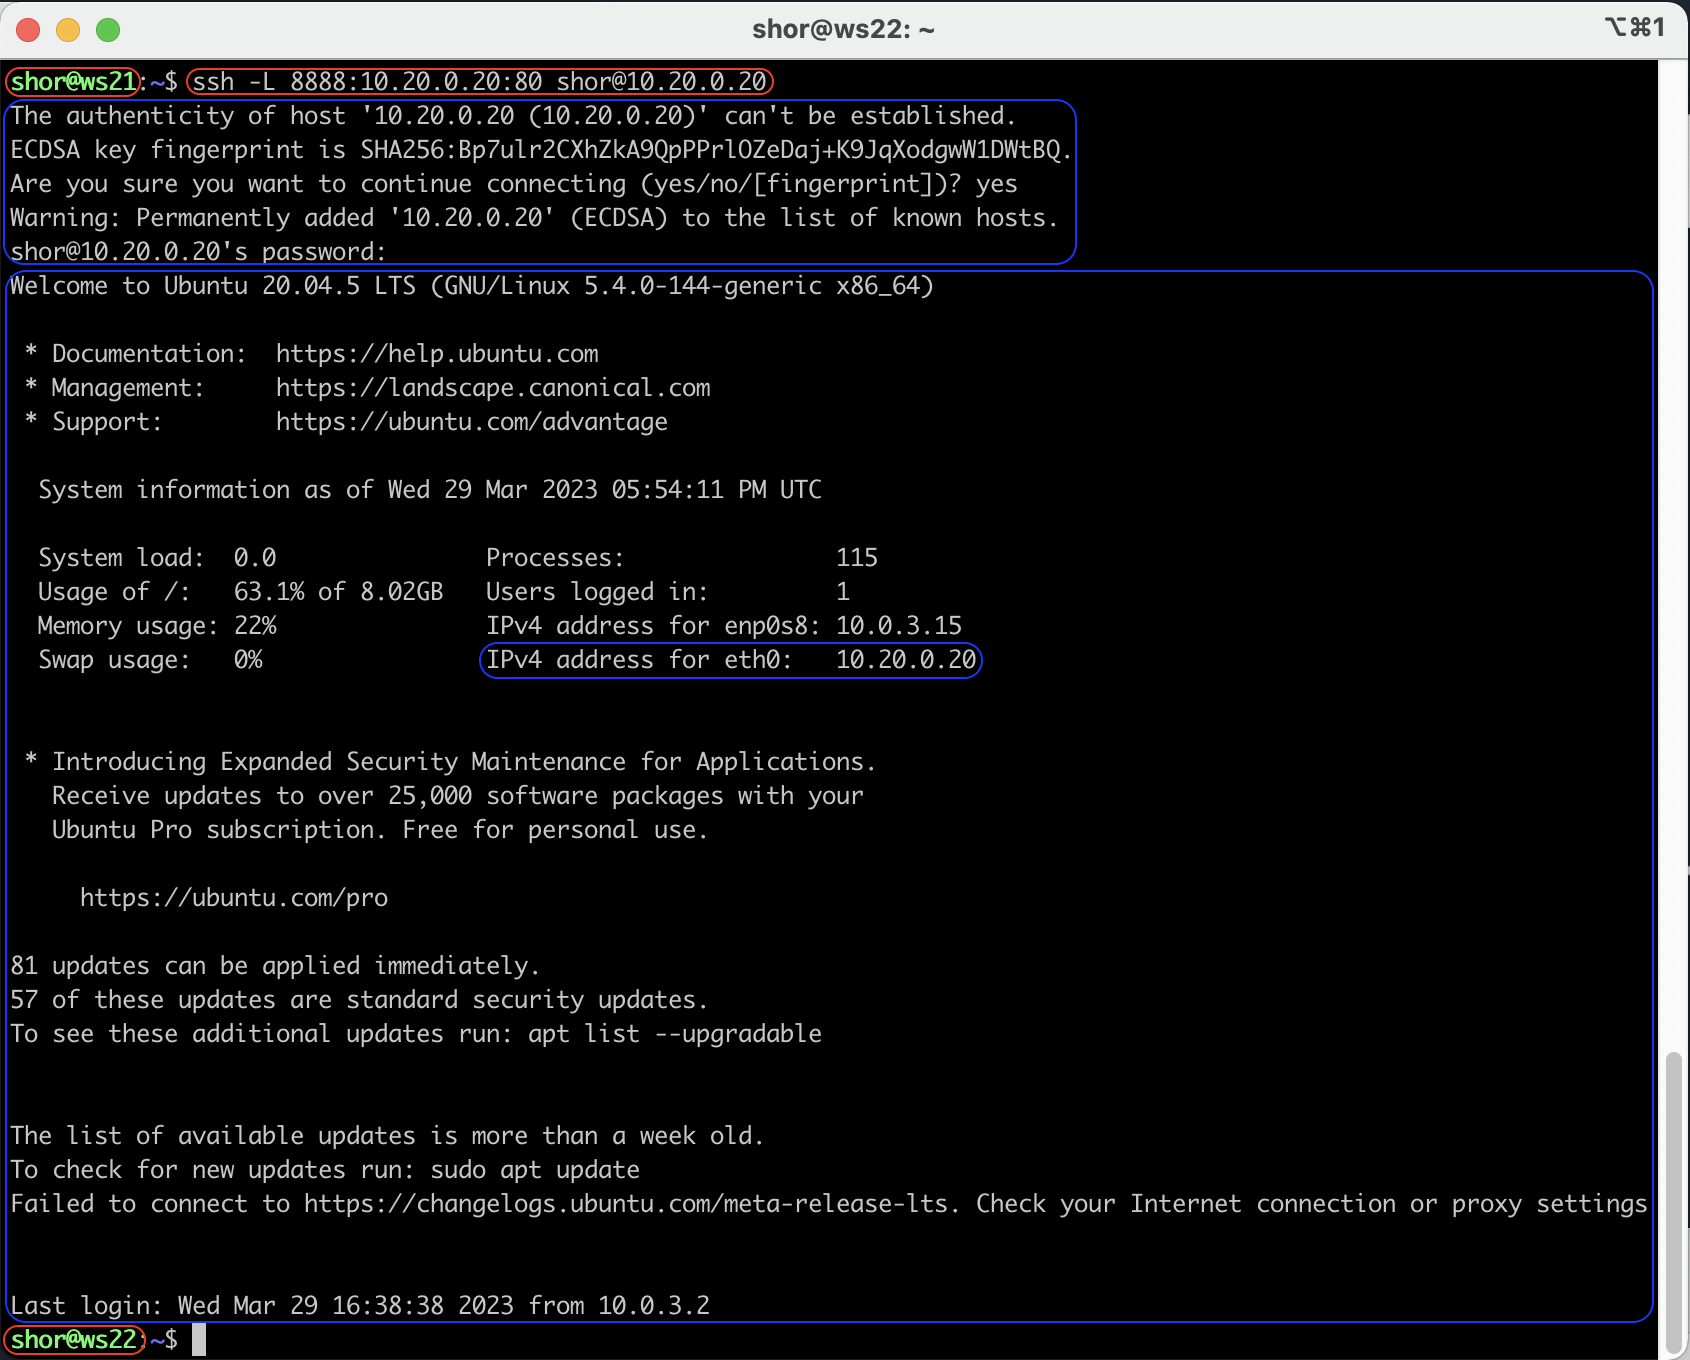 shor@ws22: ~
⌥⌘1
shor@ws21:~$ ssh -L 8888:10.20.0.20:80 shor@10.20.0.20
The authenticity of host '10.20.0.20 (10.20.0.20)' can't be established.
ECDSA key fingerprint is SHA256:Bp7ulr2CXhZkA9QpPPrlOZeDaj+K9JqXodgwW1DWtBQ.
Are you sure you want to continue connecting (yes/no/[fingerprint])? yes
Warning: Permanently added '10.20.0.20' (ECDSA) to the list of known hosts.
shor@10.20.0.20's password:
Welcome to Ubuntu 20.04.5 LTS (GNU/Linux 5.4.0-144-generic x86_64)
* Documentation:  https://help.ubuntu.com
* Management:     https://landscape.canonical.com
* Support:        https://ubuntu.com/advantage
System information as of Wed 29 Mar 2023 05:54:11 PM UTC
System load:  0.0               Processes:               115
Usage of /:   63.1% of 8.02GB   Users logged in:         1
Memory usage: 22%               IPv4 address for enp0s8: 10.0.3.15
Swap usage:   0%                IPv4 address for eth0:   10.20.0.20
* Introducing Expanded Security Maintenance for Applications.
Receive updates to over 25,000 software packages with your
Ubuntu Pro subscription. Free for personal use.
https://ubuntu.com/pro
81 updates can be applied immediately.
57 of these updates are standard security updates.
To see these additional updates run: apt list --upgradable
The list of available updates is more than a week old.
To check for new updates run: sudo apt update
Failed to connect to https://changelogs.ubuntu.com/meta-release-lts. Check your Internet connection or proxy settings
Last login: Wed Mar 29 16:38:38 2023 from 10.0.3.2
shor@ws22:~$